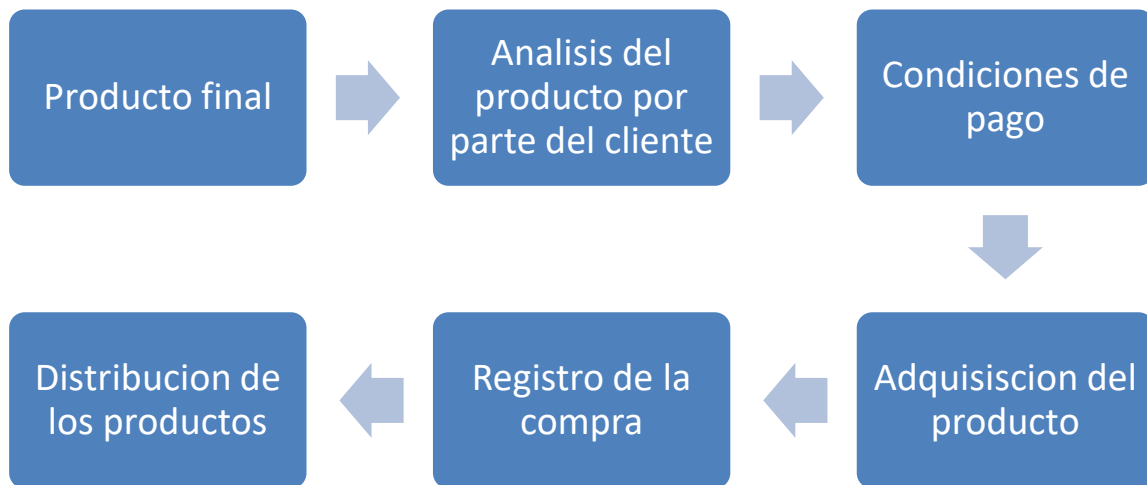 Producto final
Analisis del
producto por
parte del cliente
Condiciones de
pago
Adquisiscion del
producto
Registro de la
compra
Distribucion de
los productos